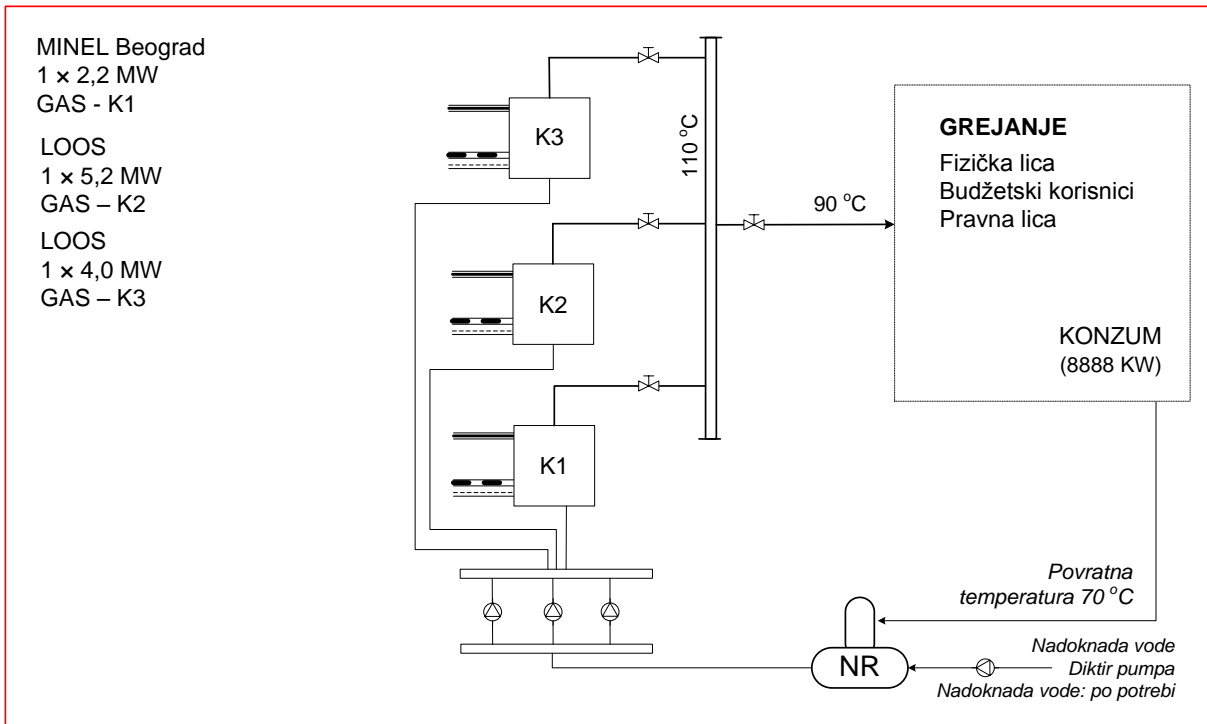 MINEL Beograd
1 × 2,2 MW
GAS - K1
LOOS
1 × 5,2 MW
GAS – K2
LOOS
1 × 4,0 MW
GAS – K3
K3
K2
K1
110 °C
90 °C
GREJANJE
Fizička lica
Budžetski korisnici
Pravna lica
KONZUM
(8888 KW)
Povratna
temperatura 70 °C
NR
Nadoknada vode
Diktir pumpa
Nadoknada vode: po potrebi